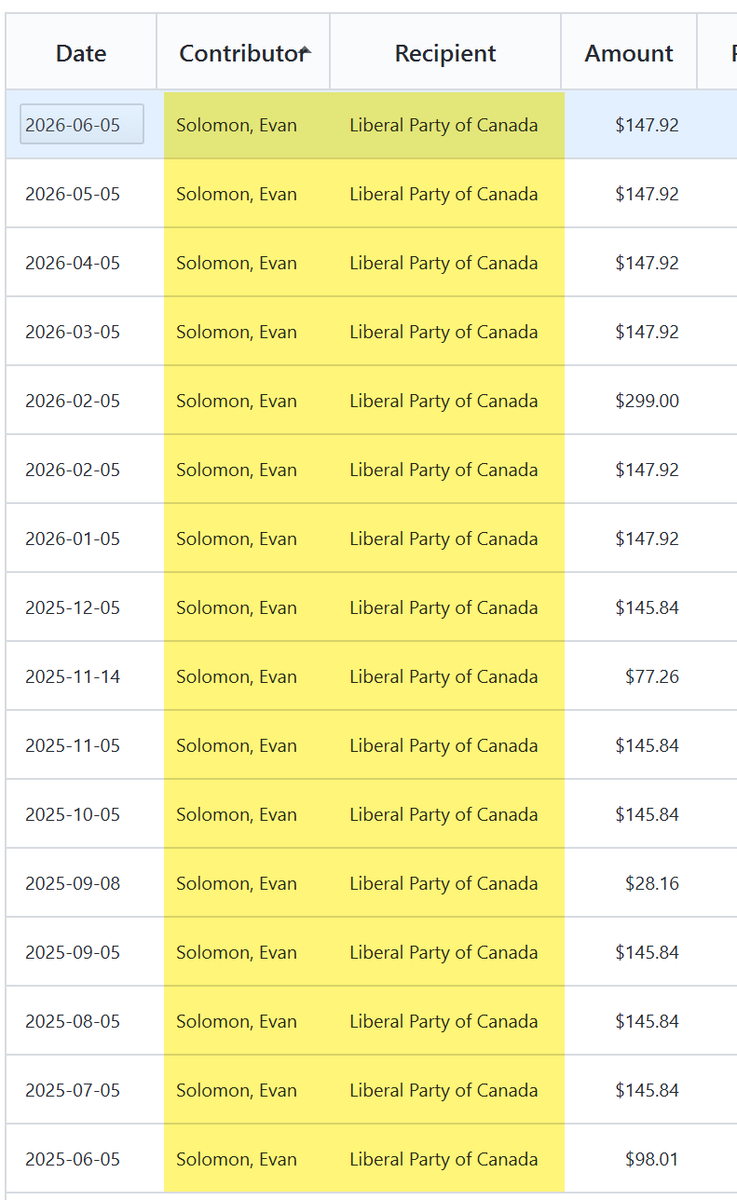 Date Contributor Recipient Amount
2026-06-05 Solomon, Evan Liberal Party of Canada $147.92
2026-05-05 Solomon, Evan Liberal Party of Canada $147.92
2026-04-05 Solomon, Evan Liberal Party of Canada $147.92
2026-03-05 Solomon, Evan Liberal Party of Canada $147.92
2026-02-05 Solomon, Evan Liberal Party of Canada $299.00
2026-02-05 Solomon, Evan Liberal Party of Canada $147.92
2026-01-05 Solomon, Evan Liberal Party of Canada $147.92
2025-12-05 Solomon, Evan Liberal Party of Canada $145.84
2025-11-14 Solomon, Evan Liberal Party of Canada $77.26
2025-11-05 Solomon, Evan Liberal Party of Canada $145.84
2025-10-05 Solomon, Evan Liberal Party of Canada $145.84
2025-09-08 Solomon, Evan Liberal Party of Canada $28.16
2025-09-05 Solomon, Evan Liberal Party of Canada $145.84
2025-08-05 Solomon, Evan Liberal Party of Canada $145.84
2025-07-05 Solomon, Evan Liberal Party of Canada $145.84
2025-06-05 Solomon, Evan Liberal Party of Canada $98.01